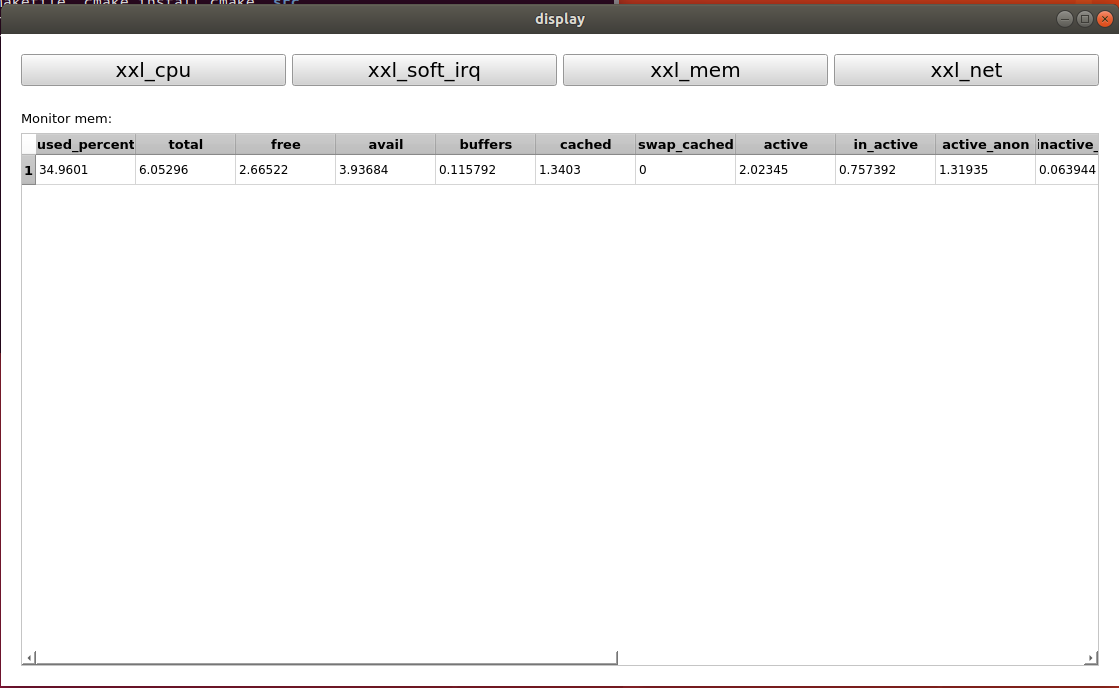 cmake_install.cmake src
display
xxl_cpu xxl_soft_irq xxl_mem xxl_net
Monitor mem:
used_percent total free avail buffers cached swap_cached active in_active active_anon inactive_
1 34.9601 6.05296 2.66522 3.93684 0.115792 1.3403 0 2.02345 0.757392 1.31935 0.063944